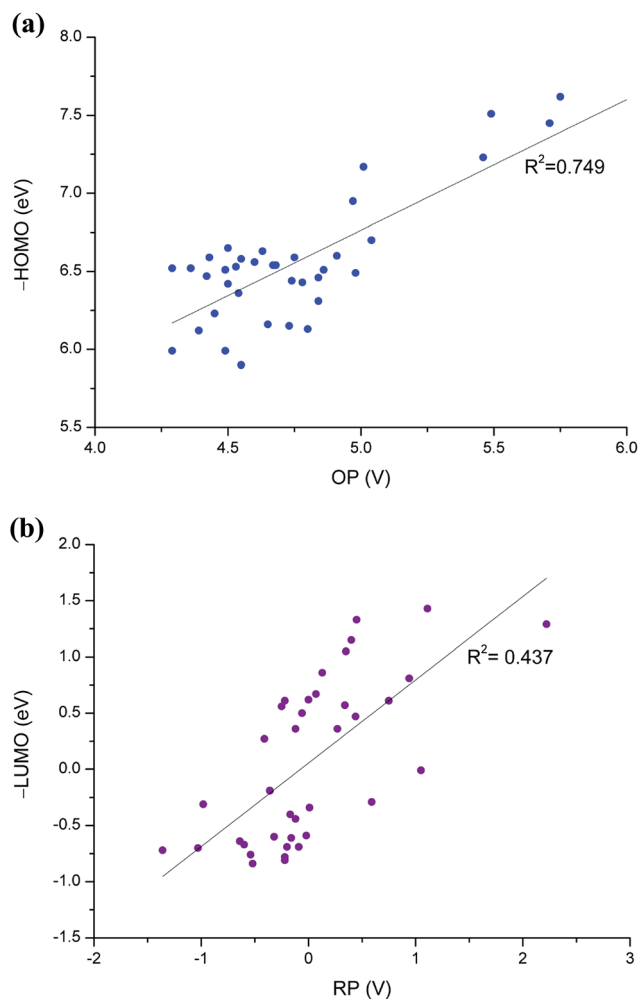 (a)
8.0
7.5
7.0
6.5
6.0
5.5
−HOMO (eV)
R²=0.749
4.0 4.5 5.0 5.5 6.0
OP (V)
(b)
2.0
1.5
1.0
0.5
0.0
-0.5
-1.0
-1.5
−LUMO (eV)
R²= 0.437
-2 -1 0 1 2 3
RP (V)